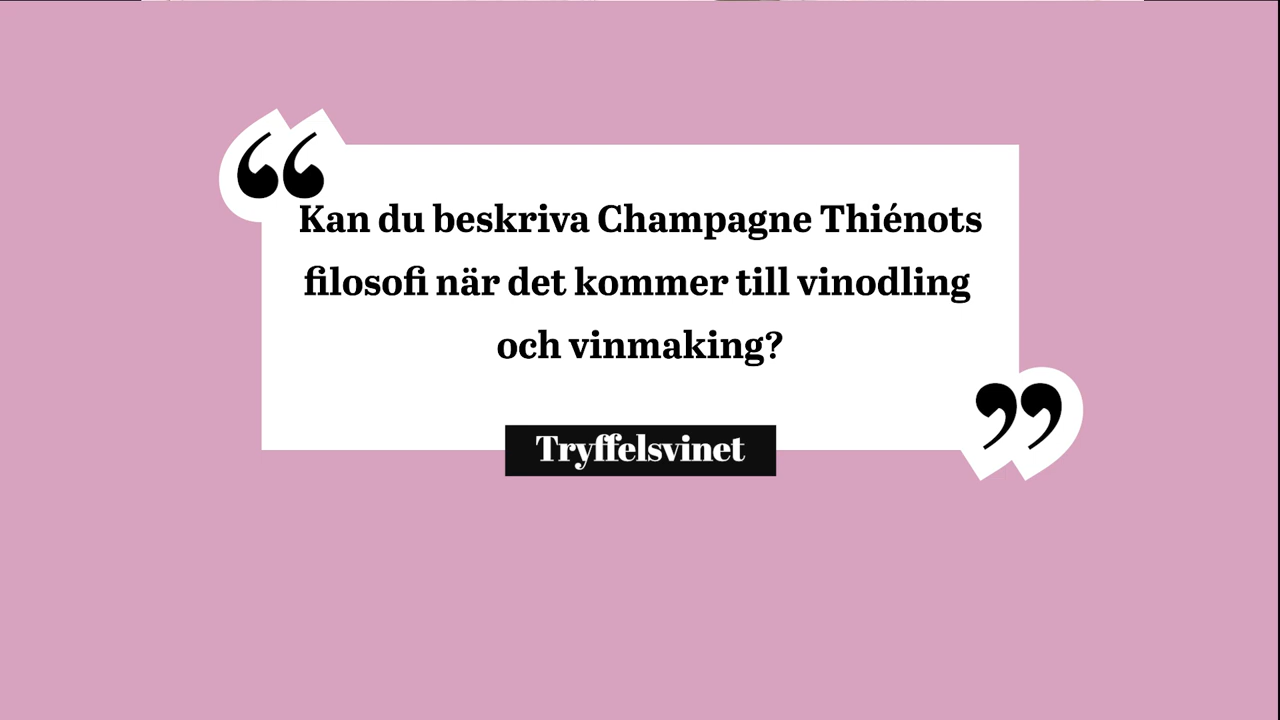 “
Kan du beskriva Champagne Thiénots
filosofi när det kommer till vinodling
och vinmaking?
”
Tryffelsvinet